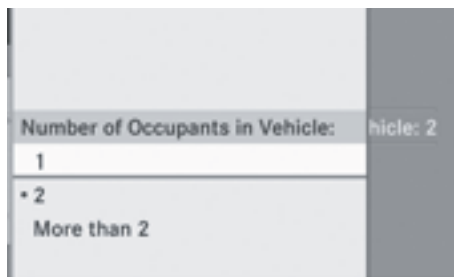 Number of Occupants in Vehicle:
hicle: 2
1
• 2
More than 2